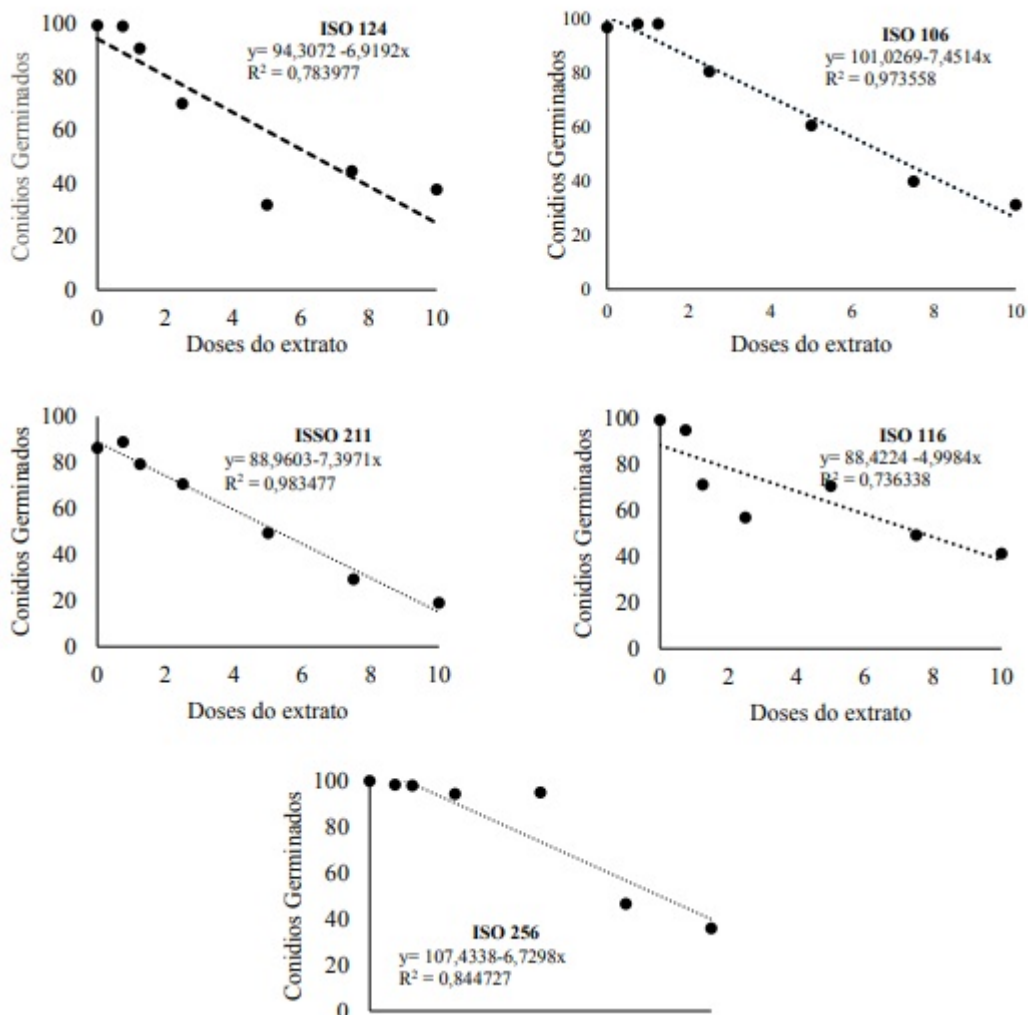 ISO 124
y= 94,3072 -6,9192x
R² = 0,783977
Conidios Germinados
100
80
60
40
20
0
0 2 4 6 8 10
Doses do extrato
ISO 106
y= 101,0269-7,4514x
R² = 0,973558
Conidios Germinados
100
80
60
40
20
0
0 2 4 6 8 10
Doses do extrato
ISSO 211
y= 88,9603-7,3971x
R² = 0,983477
Conidios Germinados
100
80
60
40
20
0
0 2 4 6 8 10
Doses do extrato
ISO 116
y= 88,4224 -4,9984x
R² = 0,736338
Conidios Germinados
100
80
60
40
20
0
0 2 4 6 8 10
Doses do extrato
Conidios Germinados
100
80
60
40
20
0
ISO 256
y= 107,4338-6,7298x
R² = 0,844727